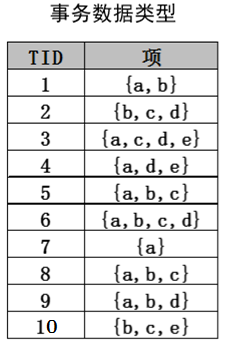 事务数据类型
TID 项
1 {a,b}
2 {b,c,d}
3 {a,c,d,e}
4 {a,d,e}
5 {a,b,c}
6 {a,b,c,d}
7 {a}
8 {a,b,c}
9 {a,b,d}
10 {b,c,e}